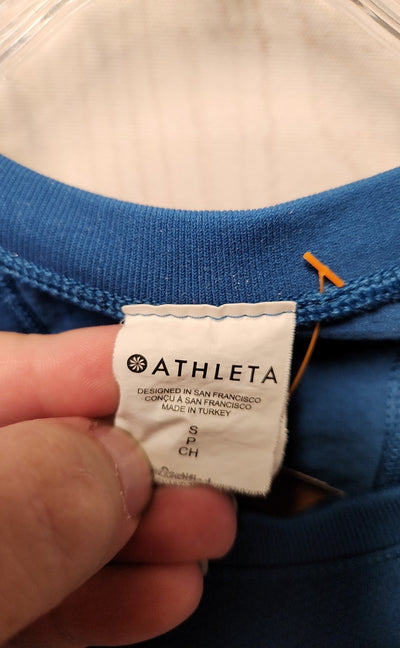 ATHLETA
DESIGNED IN SAN FRANCISCO
CONÇU À SAN FRANCISCO
MADE IN TURKEY
S
P
CH